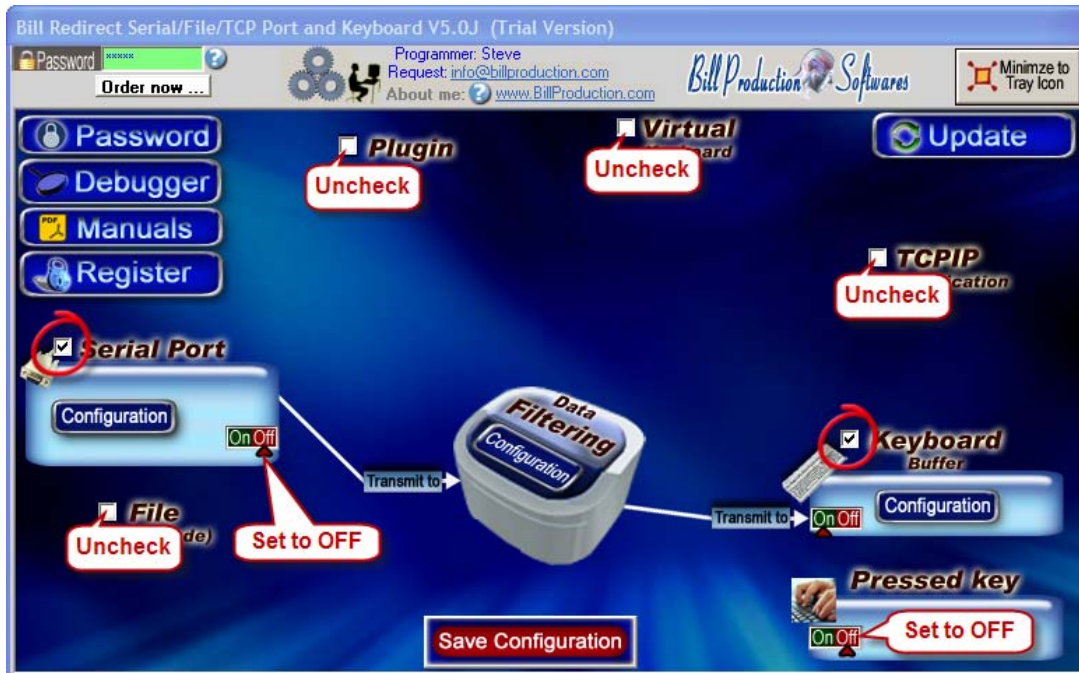 Bill Redirect Serial/File/TCP Port and Keyboard V5.0J (Trial Version)
Password *****
Order now ...
Programmer: Steve
Request: info@billproduction.com
About me: www.BillProduction.com
Bill Production Softwares
Minimze to
Tray Icon
Password
Debugger
PDF
Manuals
Register
Plugin
Uncheck
Virtual
Uncheck
Update
TCPIP
Uncheck
Serial Port
Configuration
On Off
Set to OFF
File
Uncheck
de)
Transmit to
Data
Filtering
Configuration
Transmit to
Keyboard
Buffer
On Off
Configuration
Pressed key
On Off
Set to OFF
Save Configuration